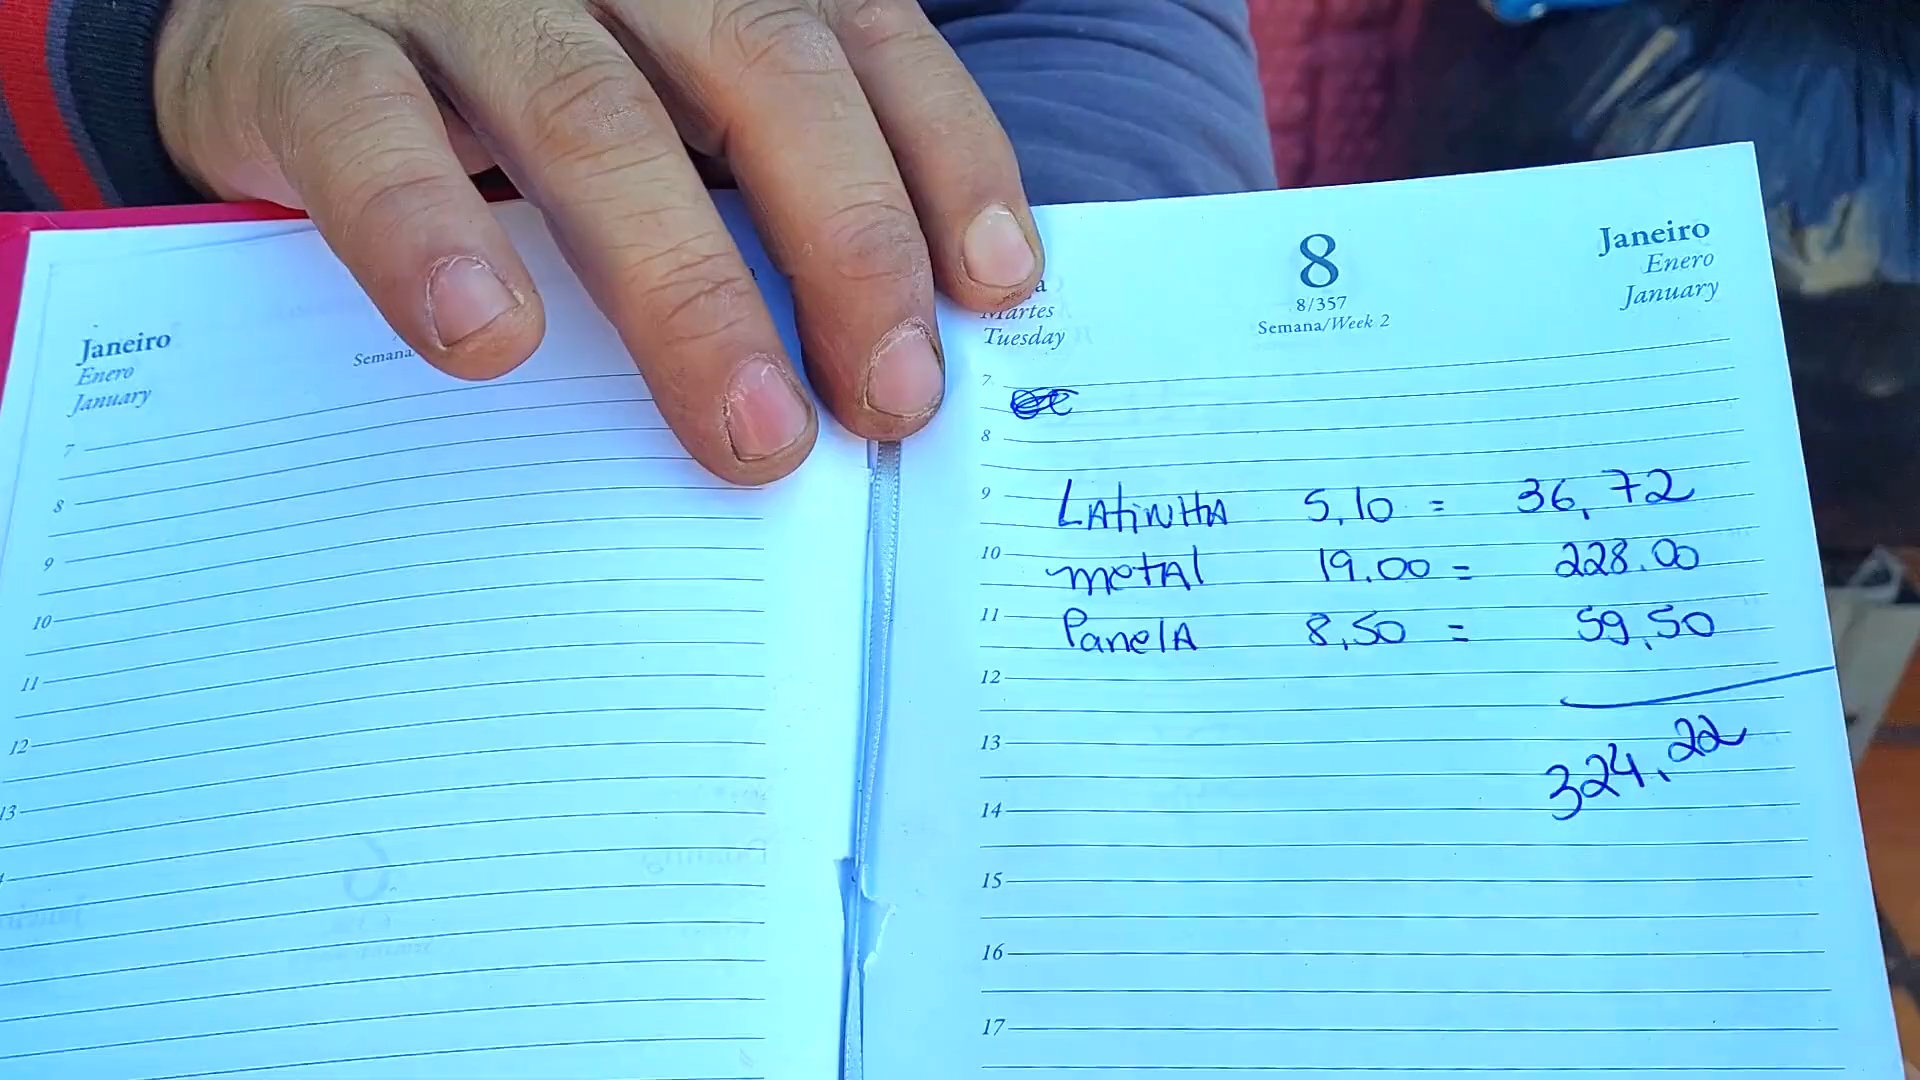 Janeiro
Enero
January
Semana
7
8
9
10
11
12
13
Martes
Tuesday
8
8/357
Semana/Week 2
Janeiro
Enero
January
7
8
9 LAtiNHA 5,10 = 36,72
10 metAl 19.00 = 228.00
11 PanelA 8,50 = 59,50
12
13 324,22
14
15
16
17